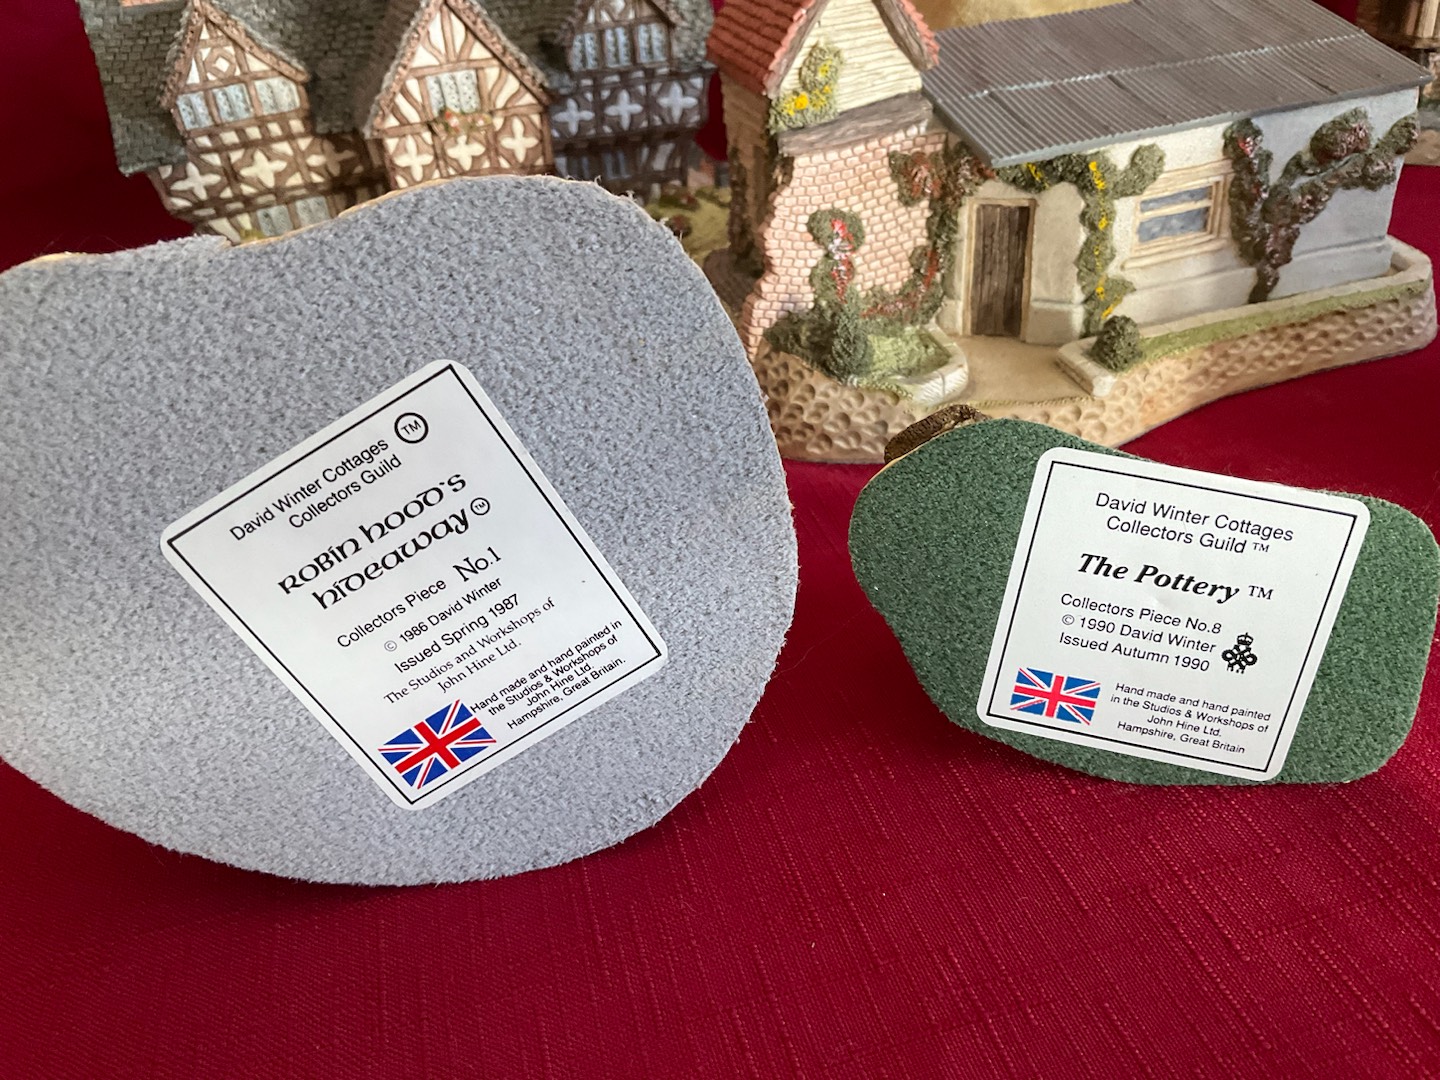 David Winter Cottages ™
Collectors Guild
Robin Hood's
Hideaway ™
Collectors Piece No.1
© 1986 David Winter
Issued Spring 1987
The Studios and Workshops of
John Hine Ltd.
Hand made and hand painted in
the Studios & Workshops of
John Hine Ltd.
Hampshire, Great Britain.
David Winter Cottages
Collectors Guild ™
The Pottery ™
Collectors Piece No.8
© 1990 David Winter
Issued Autumn 1990
Hand made and hand painted
in the Studios & Workshops of
John Hine Ltd.
Hampshire, Great Britain